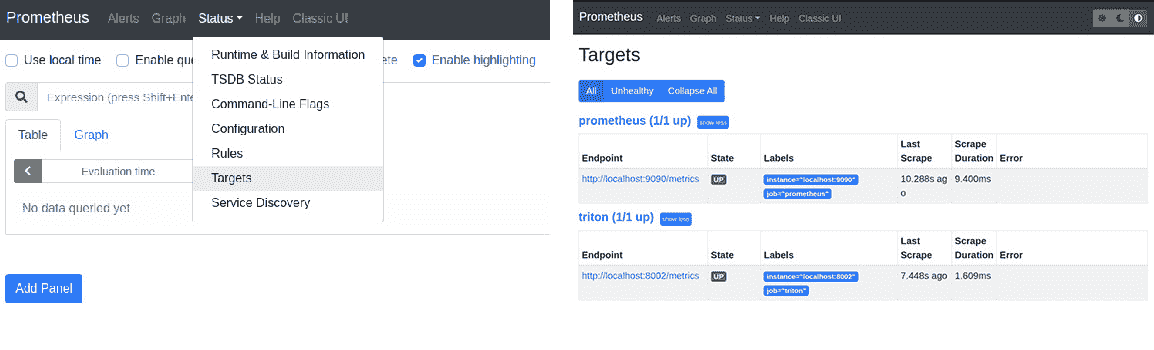 Prometheus Alerts Graph Status Help Classic UI
Use local time Enable que ete Enable highlighting
Runtime & Build Information
TSDB Status
Command-Line Flags
Configuration
Rules
Targets
Service Discovery
Expression (press Shift+Ente
Table Graph
Evaluation time
No data queried yet
Add Panel
Prometheus Alerts Graph Status Help Classic UI
Targets
All Unhealthy Collapse All
prometheus (1/1 up) show less
Endpoint State Labels Last Scrape Scrape Duration Error
http://localhost:9090/metrics UP instance="localhost:9090" 10.288s ag
job="prometheus" o
9.400ms
triton (1/1 up) show less
Endpoint State Labels Last Scrape Scrape Duration Error
http://localhost:8002/metrics UP instance="localhost:8002" 7.448s ago 1.609ms
job="triton"